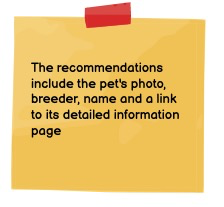 The recommendations
include the pet's photo,
breeder, name and a link
to its detailed information
page